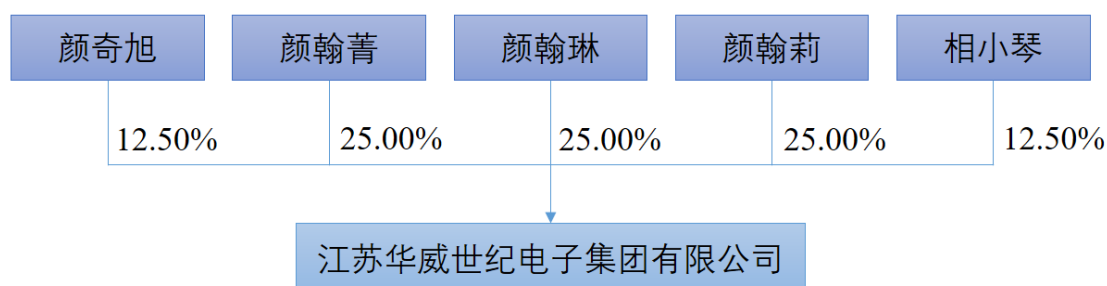 颜奇旭 颜翰菁 颜翰琳 颜翰莉 相小琴
12.50% 25.00% 25.00% 25.00% 12.50%
江苏华威世纪电子集团有限公司